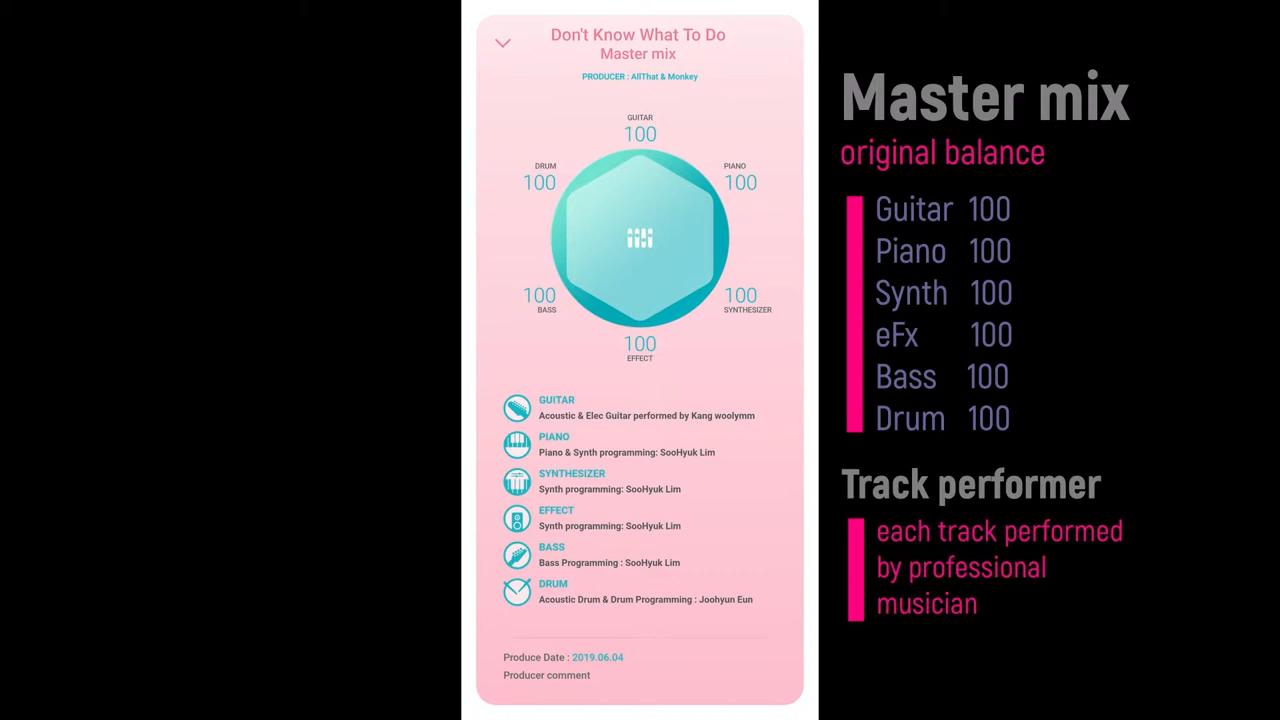 Don't Know What To Do
Master mix
PRODUCER : AllThat & Monkey
GUITAR
100
DRUM
100
PIANO
100
100
BASS
100
SYNTHESIZER
100
EFFECT
GUITAR
Acoustic & Elec Guitar performed by Kang woolymm
PIANO
Piano & Synth programming: SooHyuk Lim
SYNTHESIZER
Synth programming: SooHyuk Lim
EFFECT
Synth programming: SooHyuk Lim
BASS
Bass Programming : SooHyuk Lim
DRUM
Acoustic Drum & Drum Programming : Joohyun Eun
Produce Date : 2019.06.04
Producer comment
Master mix
original balance
Guitar 100
Piano 100
Synth 100
eFx 100
Bass 100
Drum 100
Track performer
each track performed
by professional
musician